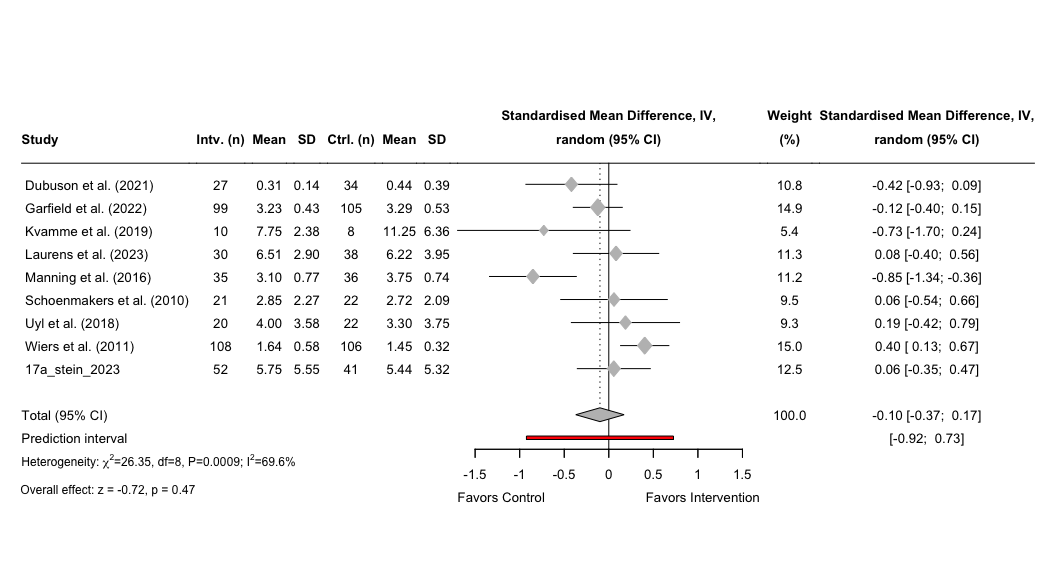 Standardised Mean Difference, IV, Weight Standardised Mean Difference, IV,
Study Intv. (n) Mean SD Ctrl. (n) Mean SD random (95% CI) (%) random (95% CI)
Dubuson et al. (2021) 27 0.31 0.14 34 0.44 0.39 10.8 -0.42 [-0.93; 0.09]
Garfield et al. (2022) 99 3.23 0.43 105 3.29 0.53 14.9 -0.12 [-0.40; 0.15]
Kvamme et al. (2019) 10 7.75 2.38 8 11.25 6.36 5.4 -0.73 [-1.70; 0.24]
Laurens et al. (2023) 30 6.51 2.90 38 6.22 3.95 11.3 0.08 [-0.40; 0.56]
Manning et al. (2016) 35 3.10 0.77 36 3.75 0.74 11.2 -0.85 [-1.34; -0.36]
Schoenmakers et al. (2010) 21 2.85 2.27 22 2.72 2.09 9.5 0.06 [-0.54; 0.66]
Uyl et al. (2018) 20 4.00 3.58 22 3.30 3.75 9.3 0.19 [-0.42; 0.79]
Wiers et al. (2011) 108 1.64 0.58 106 1.45 0.32 15.0 0.40 [ 0.13; 0.67]
17a_stein_2023 52 5.75 5.55 41 5.44 5.32 12.5 0.06 [-0.35; 0.47]
Total (95% CI) 100.0 -0.10 [-0.37; 0.17]
Prediction interval [-0.92; 0.73]
Heterogeneity: χ²=26.35, df=8, P=0.0009; I²=69.6%
-1.5 -1 -0.5 0 0.5 1 1.5
Overall effect: z = -0.72, p = 0.47
Favors Control Favors Intervention